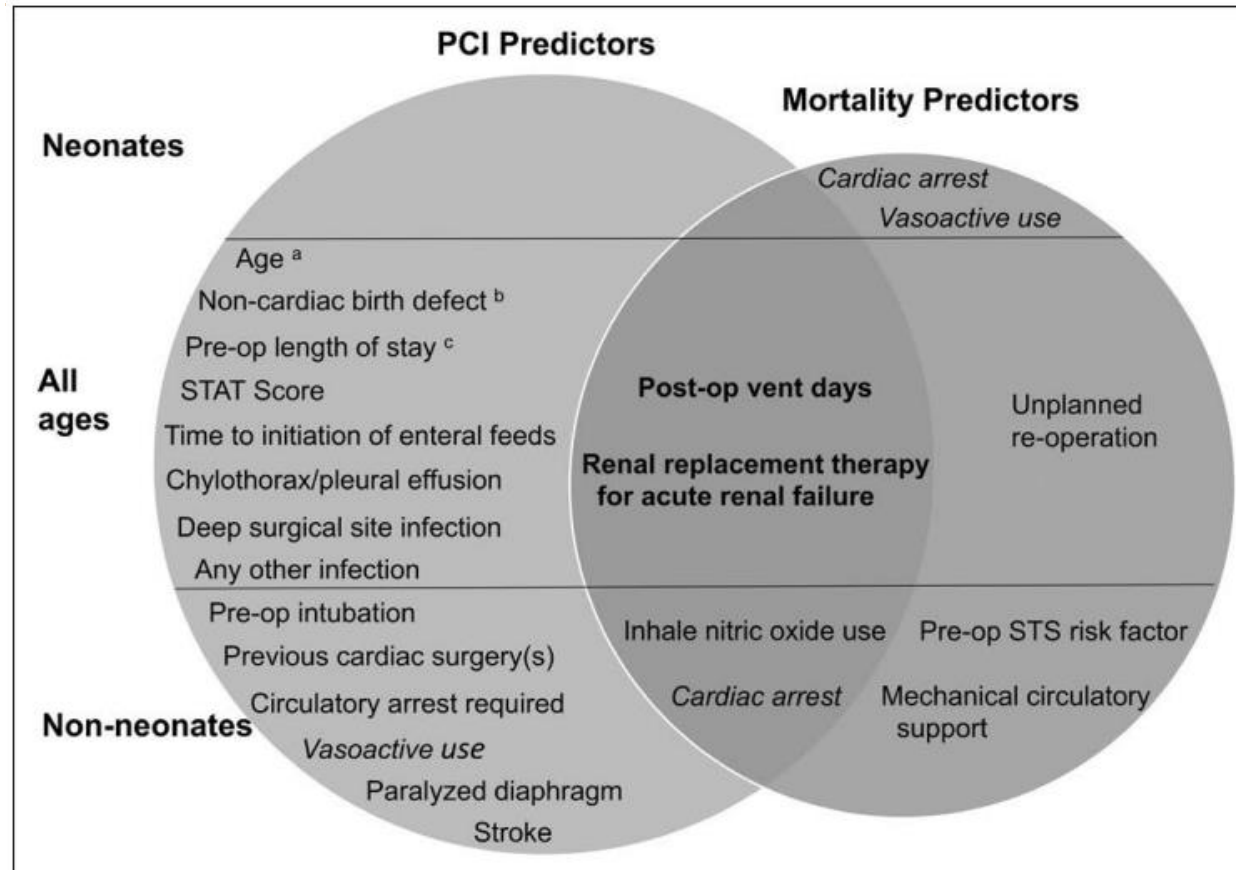 PCI Predictors
Mortality Predictors
Neonates
Cardiac arrest
Vasoactive use
All
ages
Age a
Non-cardiac birth defect b
Pre-op length of stay c
STAT Score
Time to initiation of enteral feeds
Chylothorax/pleural effusion
Deep surgical site infection
Any other infection
Post-op vent days
Renal replacement therapy
for acute renal failure
Unplanned
re-operation
Non-neonates
Pre-op intubation
Previous cardiac surgery(s)
Circulatory arrest required
Vasoactive use
Paralyzed diaphragm
Stroke
Inhale nitric oxide use
Cardiac arrest
Pre-op STS risk factor
Mechanical circulatory
support